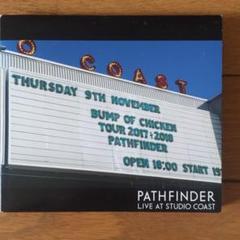 O COAST
THURSDAY 9TH NOVEMBER
BUMP OF CHICKEN
TOUR 2017-2018
PATHFINDER
OPEN 18:00 START 19
PATHFINDER
LIVE AT STUDIO COAST